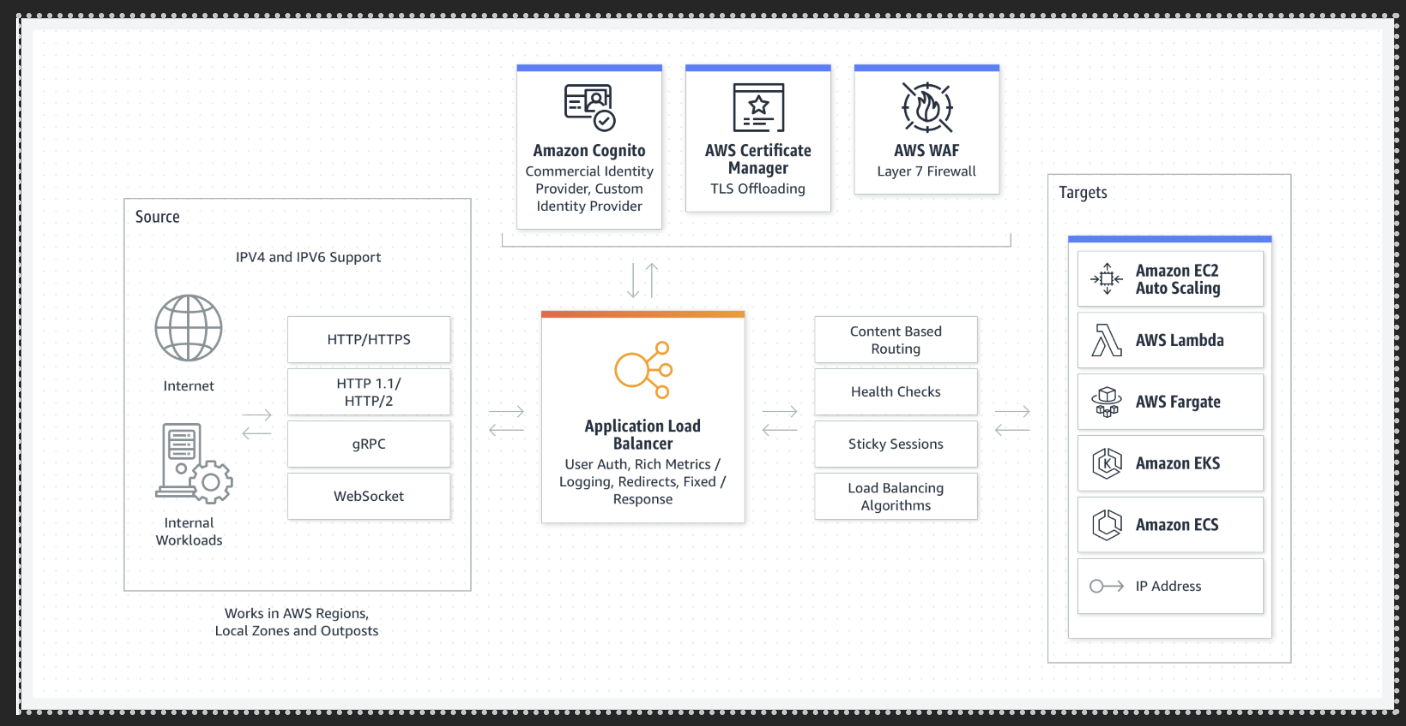 Amazon Cognito
Commercial Identity
Provider, Custom
Identity Provider
AWS Certificate
Manager
TLS Offloading
AWS WAF
Layer 7 Firewall
Source
IPV4 and IPV6 Support
Internet
Internal
Workloads
HTTP/HTTPS
HTTP 1.1/
HTTP/2
gRPC
WebSocket
Works in AWS Regions,
Local Zones and Outposts
Application Load
Balancer
User Auth, Rich Metrics /
Logging, Redirects, Fixed /
Response
Content Based
Routing
Health Checks
Sticky Sessions
Load Balancing
Algorithms
Targets
Amazon EC2
Auto Scaling
AWS Lambda
AWS Fargate
K
Amazon EKS
Amazon ECS
IP Address